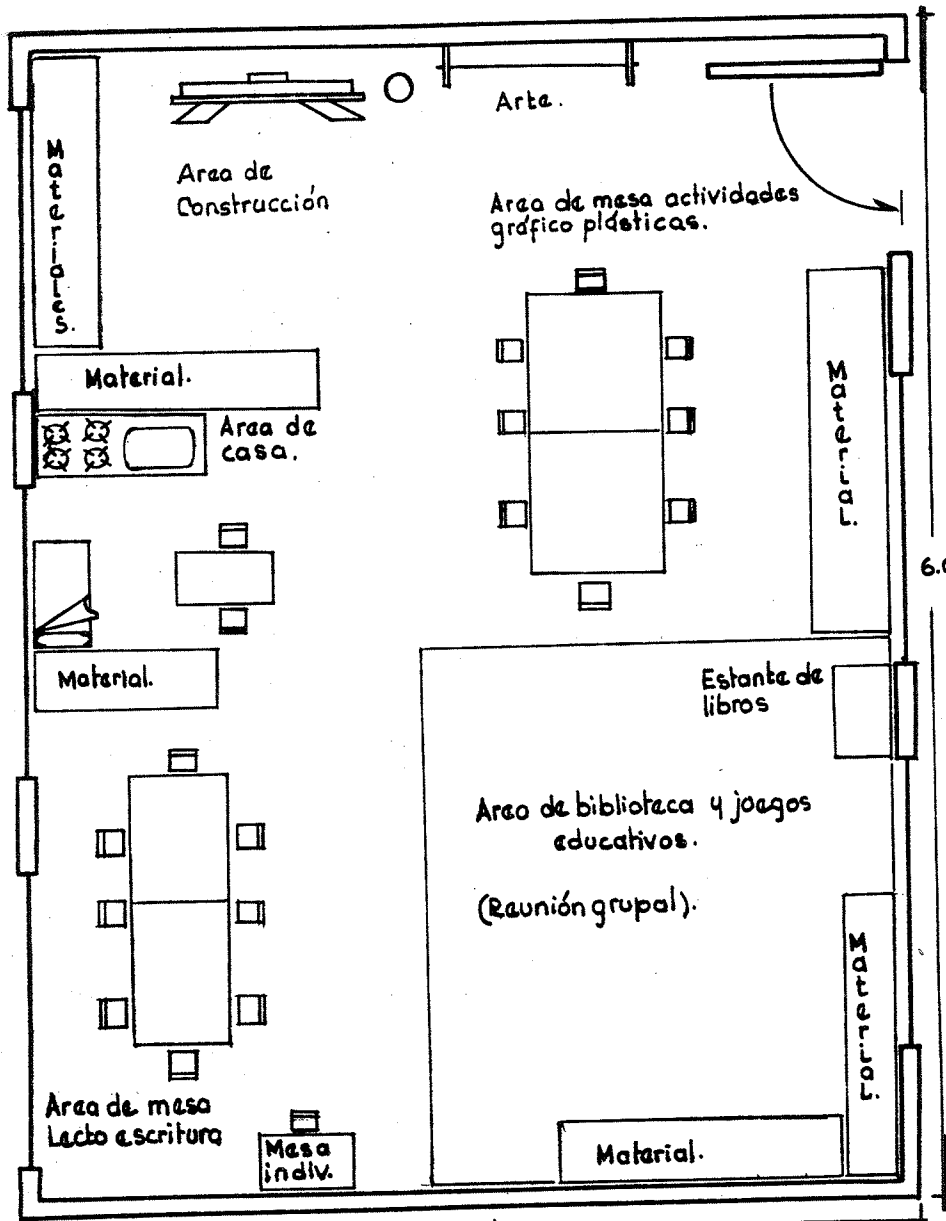 Arte.
Area de
Construcción
Materiales.
Area de mesa actividades
gráfico plásticas.
Material.
Material.
Area de
casa.
6.0
Material.
Estante de
libros
Area de biblioteca y juegos
educativos.
(Reunión grupal).
Material.
Area de mesa
Lecto escritura
Mesa
indiv.
Material.